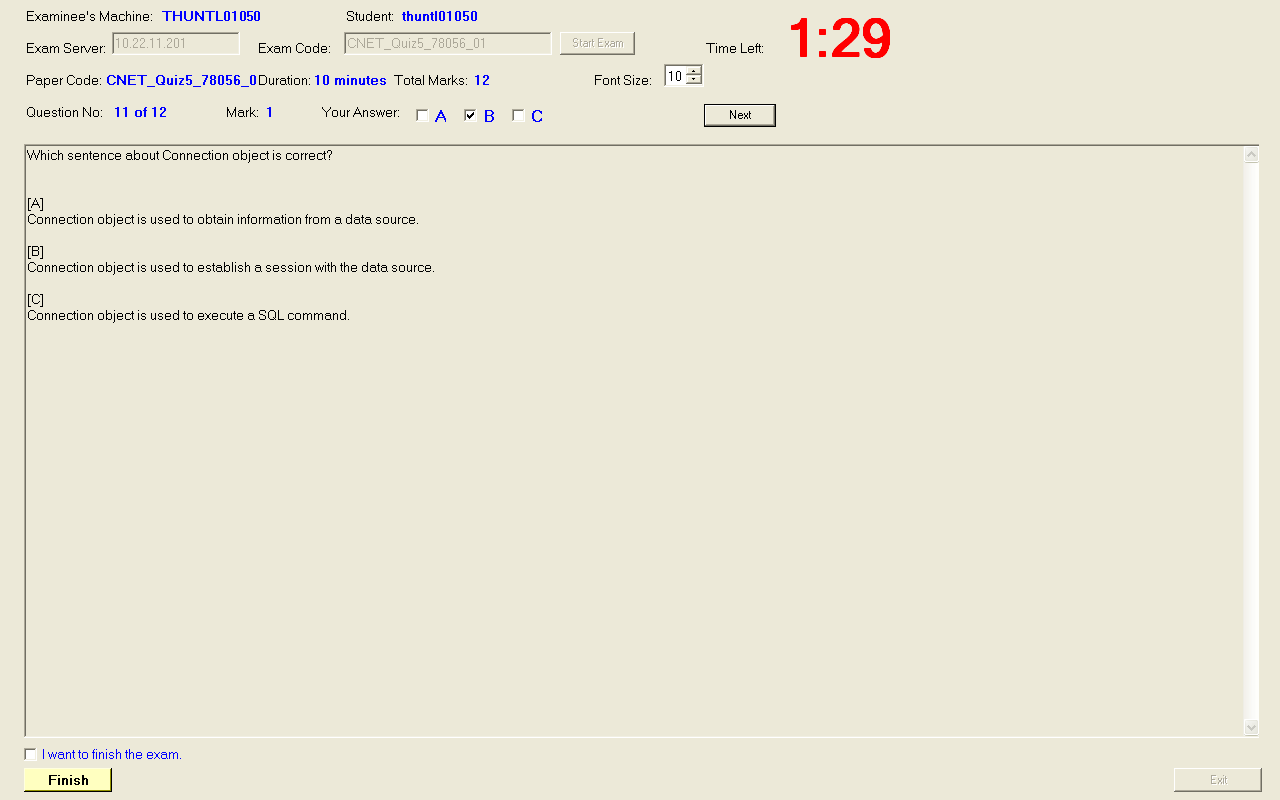 Examinee's Machine: THUNTL01050 Student: thuntl01050
Exam Server: 10.22.11.201 Exam Code: CNET_Quiz5_78056_01 Start Exam Time Left: 1:29
Paper Code: CNET_Quiz5_78056_0 Duration: 10 minutes Total Marks: 12 Font Size: 10
Question No: 11 of 12 Mark: 1 Your Answer: A B C Next
Which sentence about Connection object is correct?
[A]
Connection object is used to obtain information from a data source.
[B]
Connection object is used to establish a session with the data source.
[C]
Connection object is used to execute a SQL command.
I want to finish the exam.
Finish Exit